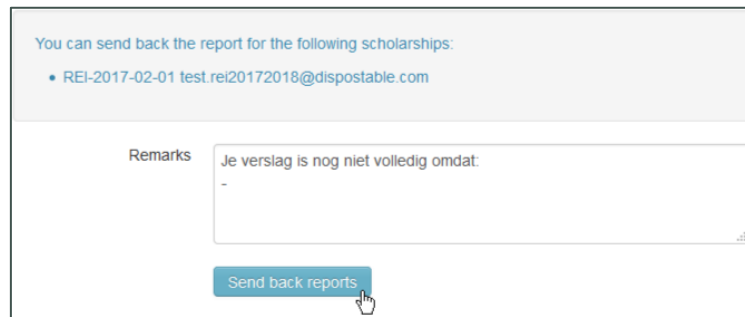 You can send back the report for the following scholarships:
• REI-2017-02-01 test.rei20172018@dispostable.com
Remarks
Je verslag is nog niet volledig omdat:
-
Send back reports